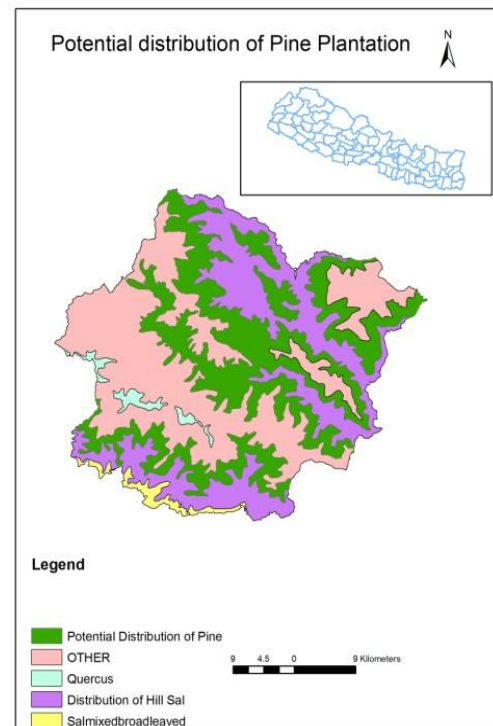 Potential distribution of Pine Plantation
N
Legend
Potential Distribution of Pine
OTHER
Quercus
Distribution of Hill Sal
Salmixedbroadleaved
9 4.5 0 9 Kilometers